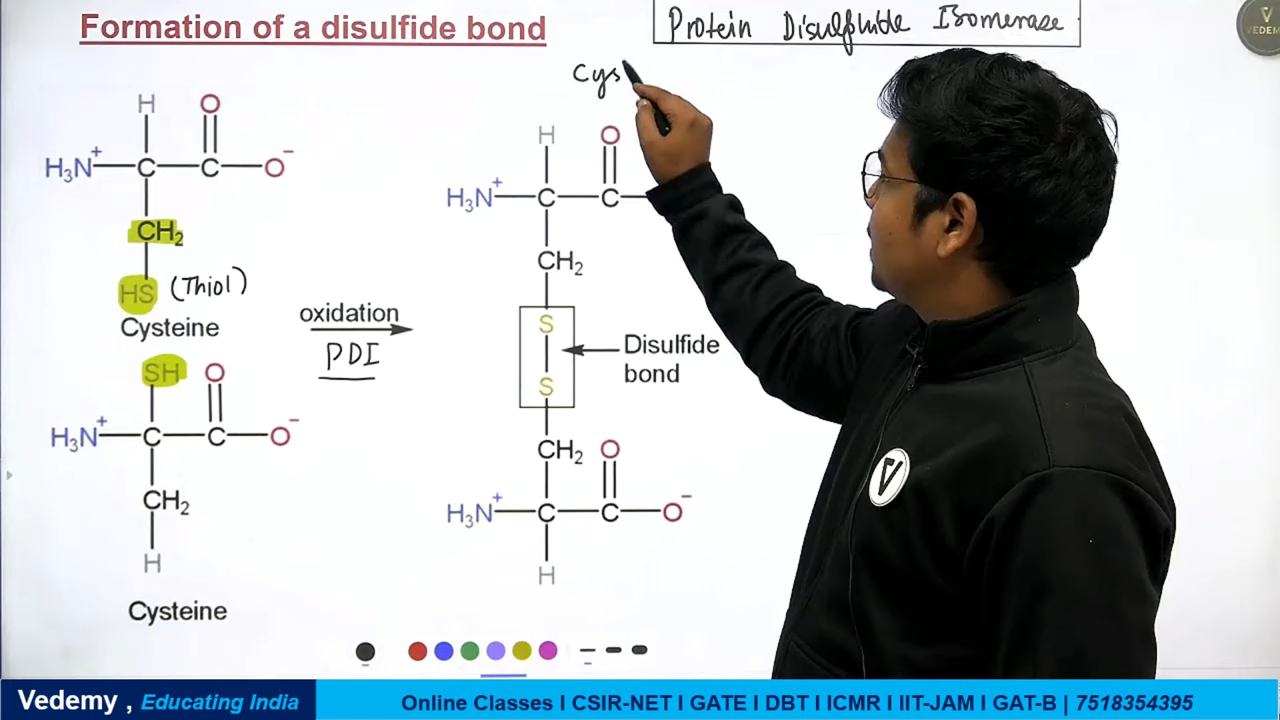 Formation of a disulfide bond
Protein Disulfuide Isomerase
VEDEM
Cys
H O
H3N+ C C O−
CH2
HS (Thiol)
Cysteine
oxidation
PDI
SH O
H3N+ C C O−
CH2
H
Cysteine
H O
H3N+ C C
CH2
S
S
Disulfide
bond
CH2 O
H3N+ C C O−
H
Vedemy , Educating India
Online Classes I CSIR-NET I GATE I DBT I ICMR I IIT-JAM I GAT-B | 7518354395